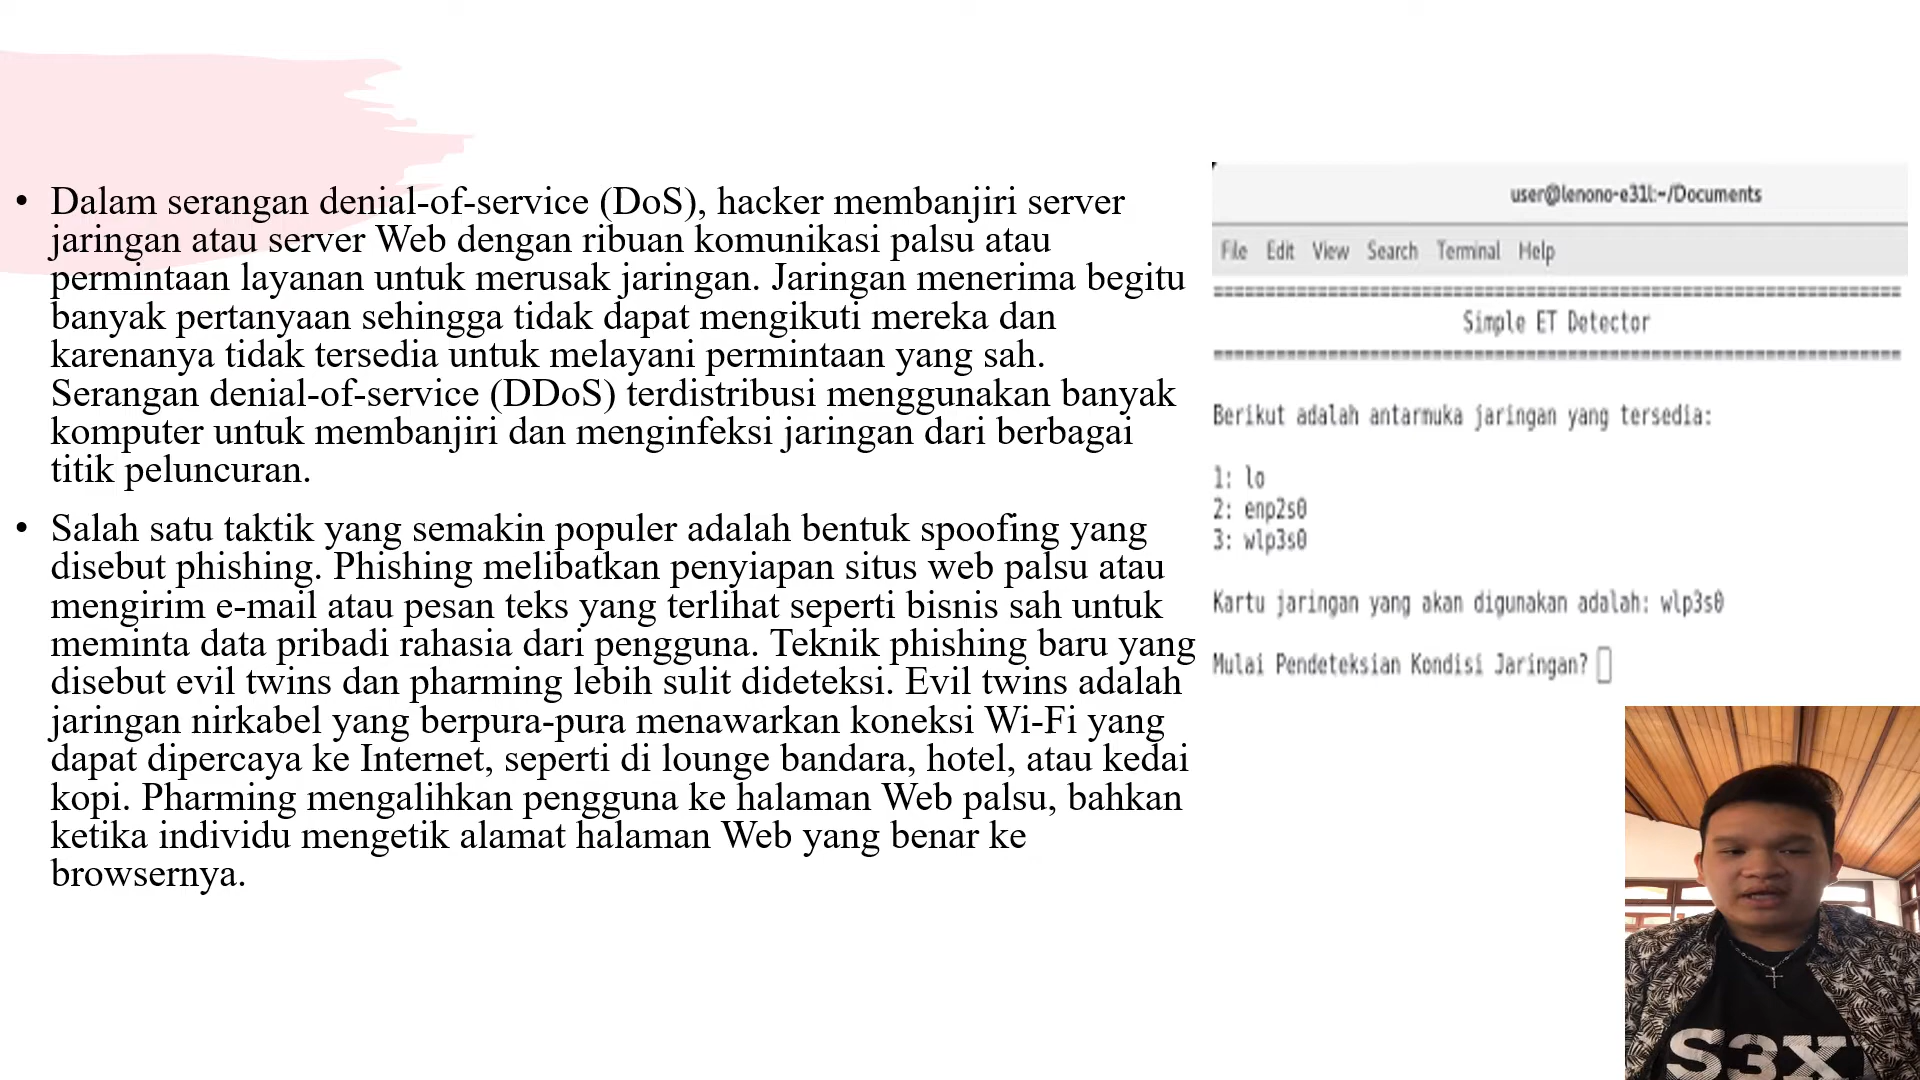 • Dalam serangan denial-of-service (DoS), hacker membanjiri server
jaringan atau server Web dengan ribuan komunikasi palsu atau
permintaan layanan untuk merusak jaringan. Jaringan menerima begitu
banyak pertanyaan sehingga tidak dapat mengikuti mereka dan
karenanya tidak tersedia untuk melayani permintaan yang sah.
Serangan denial-of-service (DDoS) terdistribusi menggunakan banyak
komputer untuk membanjiri dan menginfeksi jaringan dari berbagai
titik peluncuran.
• Salah satu taktik yang semakin populer adalah bentuk spoofing yang
disebut phishing. Phishing melibatkan penyiapan situs web palsu atau
mengirim e-mail atau pesan teks yang terlihat seperti bisnis sah untuk
meminta data pribadi rahasia dari pengguna. Teknik phishing baru yang
disebut evil twins dan pharming lebih sulit dideteksi. Evil twins adalah
jaringan nirkabel yang berpura-pura menawarkan koneksi Wi-Fi yang
dapat dipercaya ke Internet, seperti di lounge bandara, hotel, atau kedai
kopi. Pharming mengalihkan pengguna ke halaman Web palsu, bahkan
ketika individu mengetik alamat halaman Web yang benar ke
browsernya.
user@lenono-e31l:~/Documents
File Edit View Search Terminal Help
Simple ET Detector
Berikut adalah antarmuka jaringan yang tersedia:
1: lo
2: enp2s0
3: wlp3s0
Kartu jaringan yang akan digunakan adalah: wlp3s0
Mulai Pendeteksian Kondisi Jaringan?
S3X